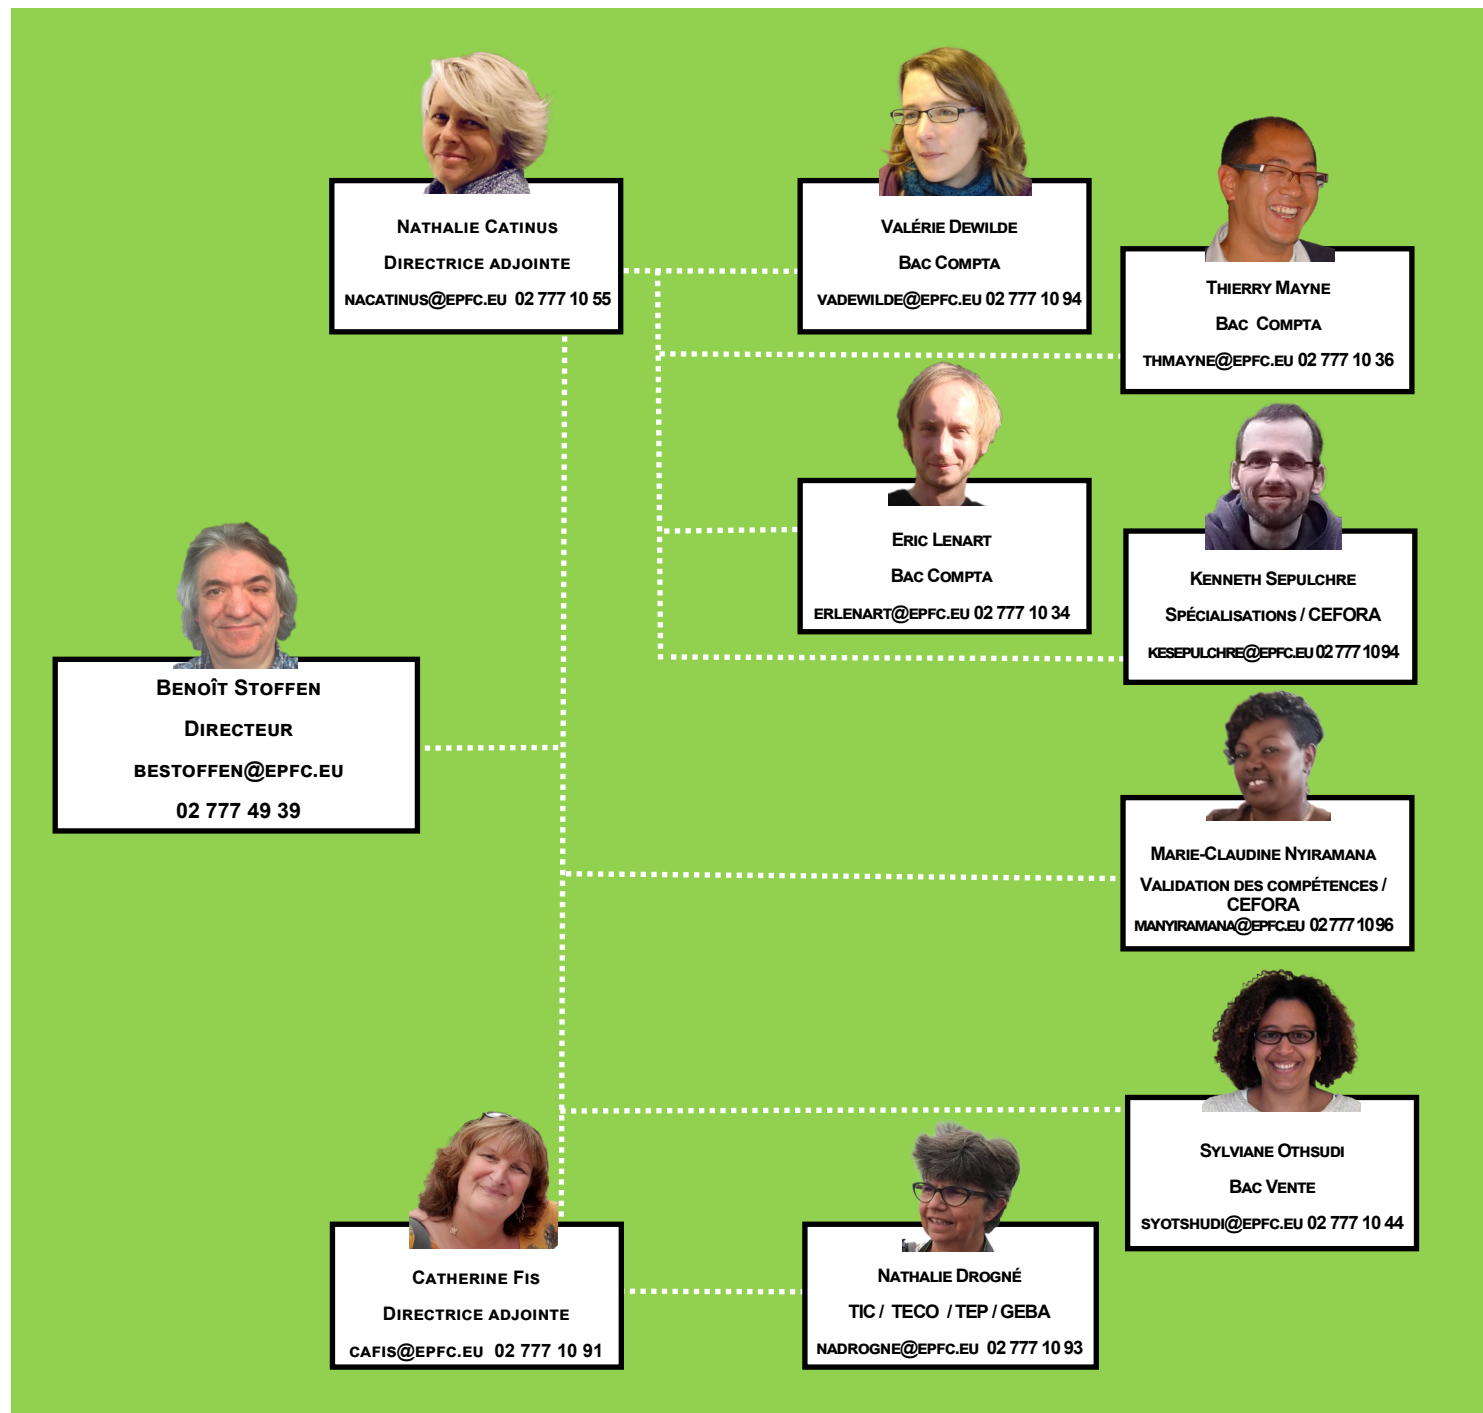 Nathalie Catinus
Directrice adjointe
nacatinus@epfc.eu 02 777 10 55
Valérie Dewilde
Bac Compta
vadewilde@epfc.eu 02 777 10 94
Thierry Mayne
Bac Compta
thmayne@epfc.eu 02 777 10 36
Eric Lenart
Bac Compta
erlenart@epfc.eu 02 777 10 34
Kenneth Sepulchre
Spécialisations / CEFORA
kesepulchre@epfc.eu 02 777 10 94
Benoît Stoffen
Directeur
bestoffen@epfc.eu
02 777 49 39
Marie-Claudine Nyiramana
Validation des compétences /
CEFORA
manyiramana@epfc.eu 02 777 10 96
Sylviane Othsudi
Bac Vente
syotshudi@epfc.eu 02 777 10 44
Catherine Fis
Directrice adjointe
cafis@epfc.eu 02 777 10 91
Nathalie Drogné
TIC / TECO / TEP / GEBA
nadrogne@epfc.eu 02 777 10 93